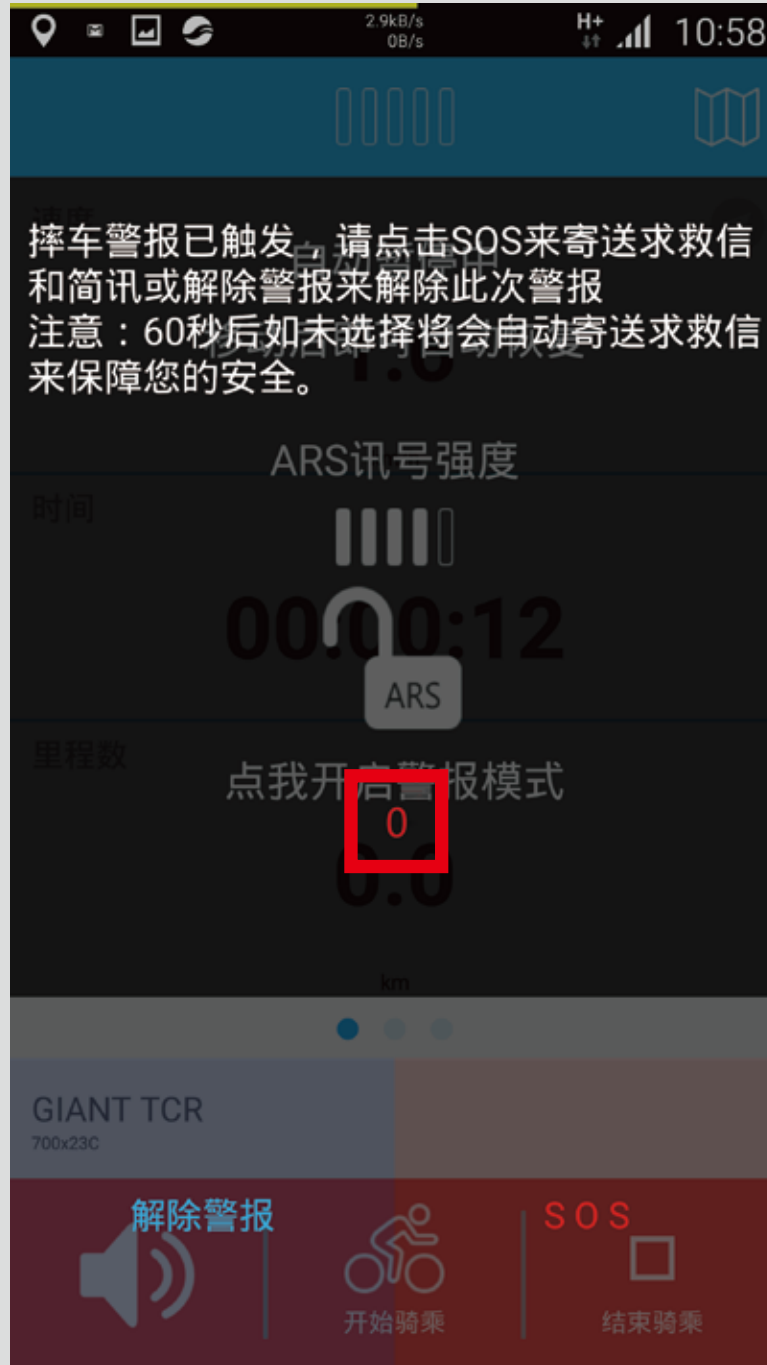 2.9kB/s
0B/s
H+
10:58
速度
摔车警报已触发，请点击SOS来寄送求救信
和简讯或解除警报来解除此次警报
注意：60秒后如未选择将会自动寄送求救信
来保障您的安全。
ARS讯号强度
时间
00:00:12
ARS
里程数
点我开启警报模式
0
0.0
km
GIANT TCR
700x23C
解除警报
SOS
开始骑乘
结束骑乘